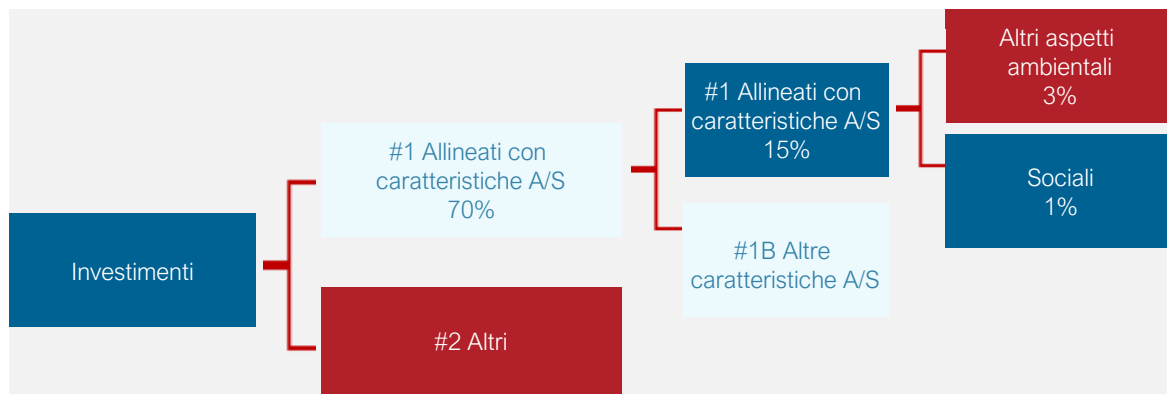 Investimenti
#1 Allineati con
caratteristiche A/S
70%
#2 Altri
#1 Allineati con
caratteristiche A/S
15%
#1B Altre
caratteristiche A/S
Altri aspetti
ambientali
3%
Sociali
1%